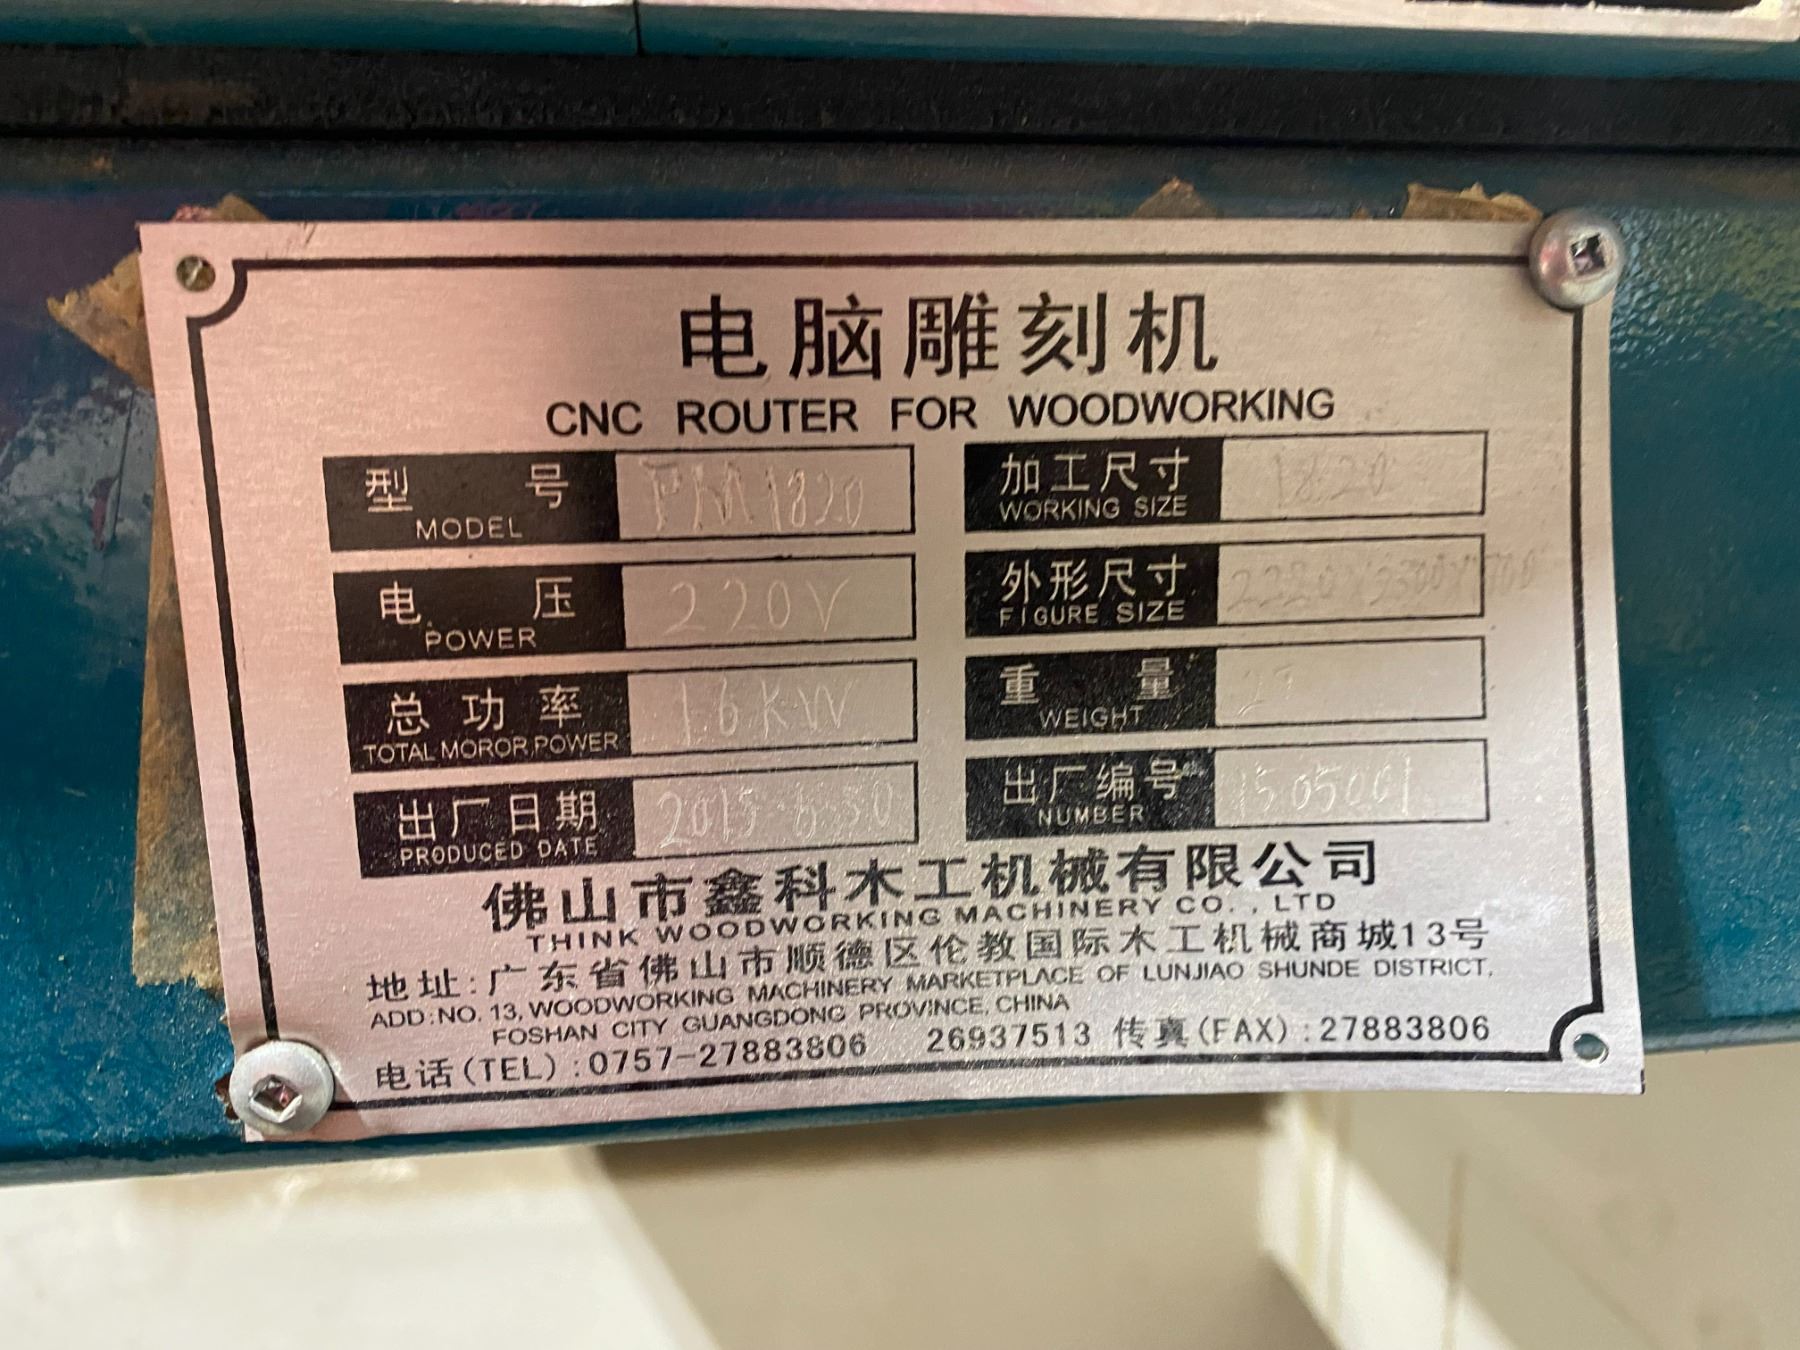 电脑雕刻机
CNC ROUTER FOR WOODWORKING
型号 MODEL PM1820
加工尺寸 WORKING SIZE 1820
电压 POWER 220V
外形尺寸 FIGURE SIZE
总功率 TOTAL MOROR POWER 16KW
重量 WEIGHT
出厂日期 PRODUCED DATE 2015.6.30
出厂编号 NUMBER 1505001
佛山市鑫科木工机械有限公司
THINK WOODWORKING MACHINERY CO., LTD
地址:广东省佛山市顺德区伦教国际木工机械商城13号
ADD:NO. 13, WOODWORKING MACHINERY MARKETPLACE OF LUNJIAO SHUNDE DISTRICT,
FOSHAN CITY GUANGDONG PROVINCE, CHINA
电话(TEL):0757-27883806 26937513 传真(FAX):27883806